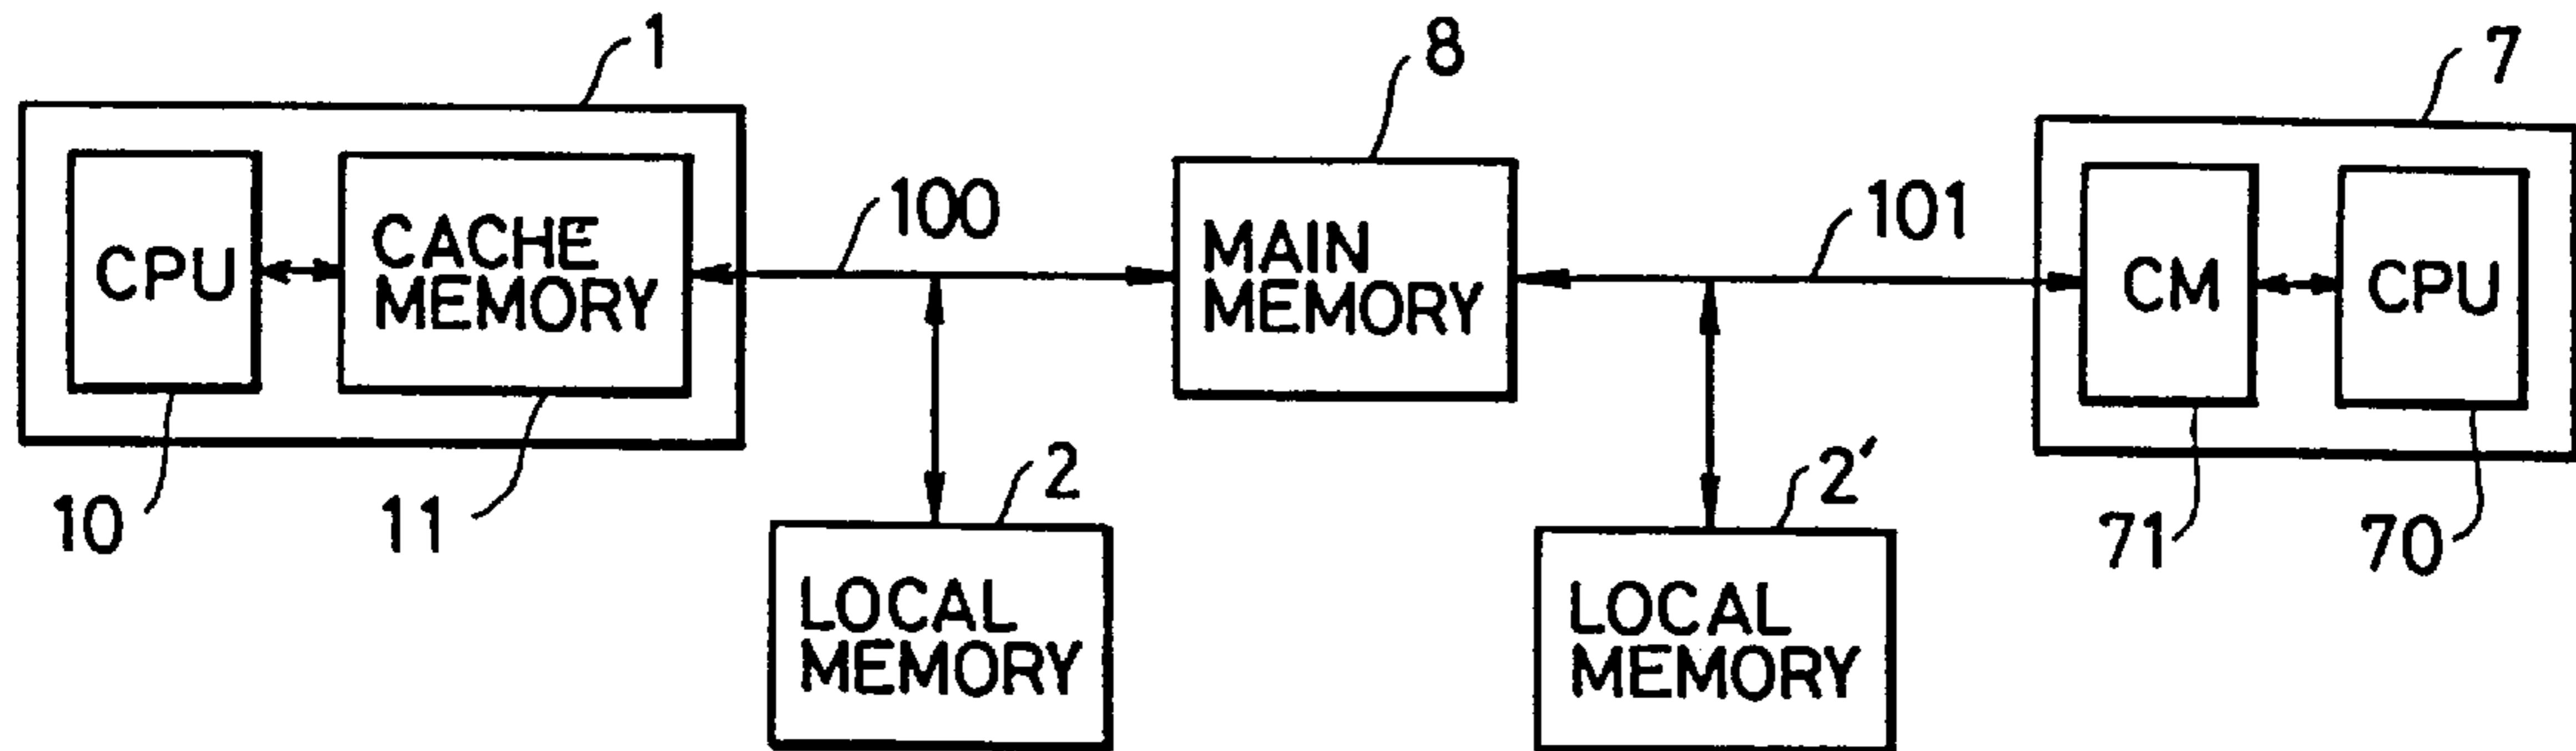 1
8
7
CPU
CACHE
MEMORY
100
MAIN
MEMORY
101
CM
CPU
10
11
2
2'
71
70
LOCAL
MEMORY
LOCAL
MEMORY